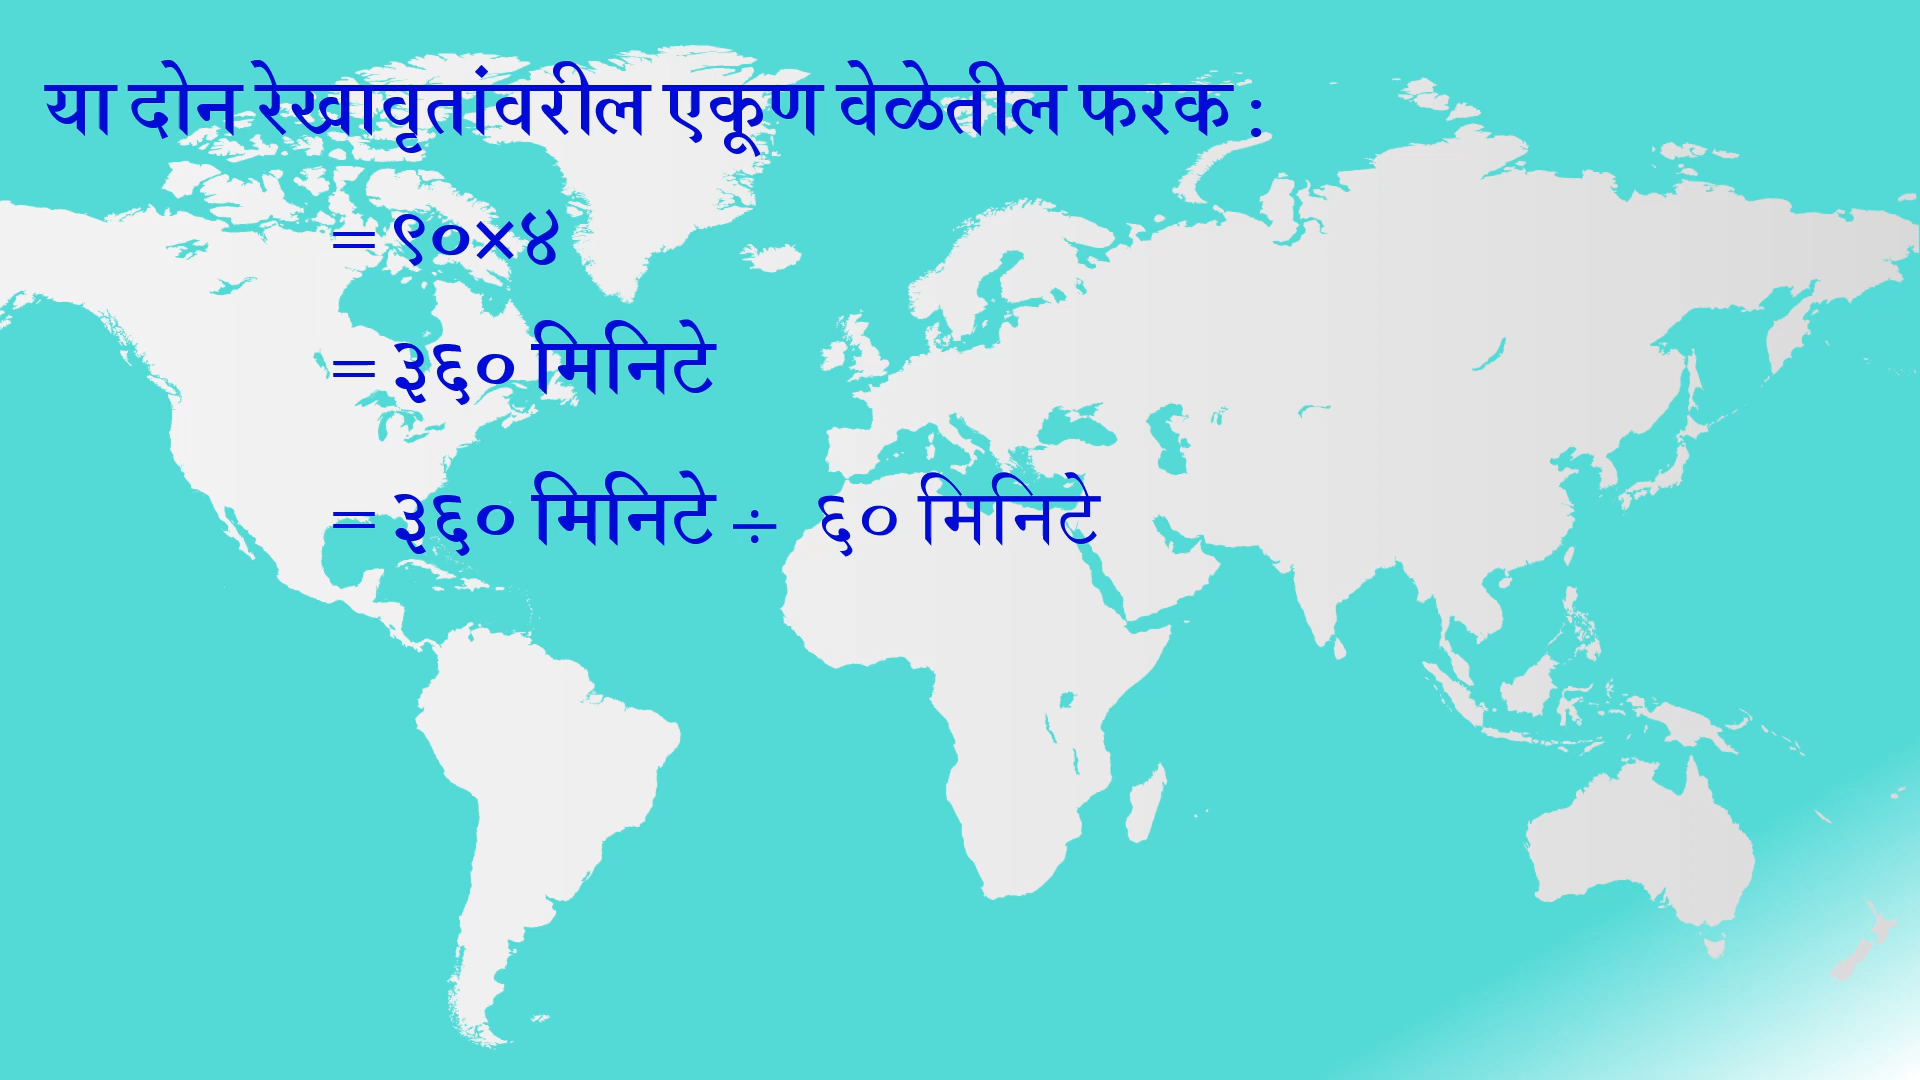 या दोन रेखावृतांवरील एकूण वेळेतील फरक :
= ९०×४
= ३६० मिनिटे
= ३६० मिनिटे ÷ ६० मिनिटे